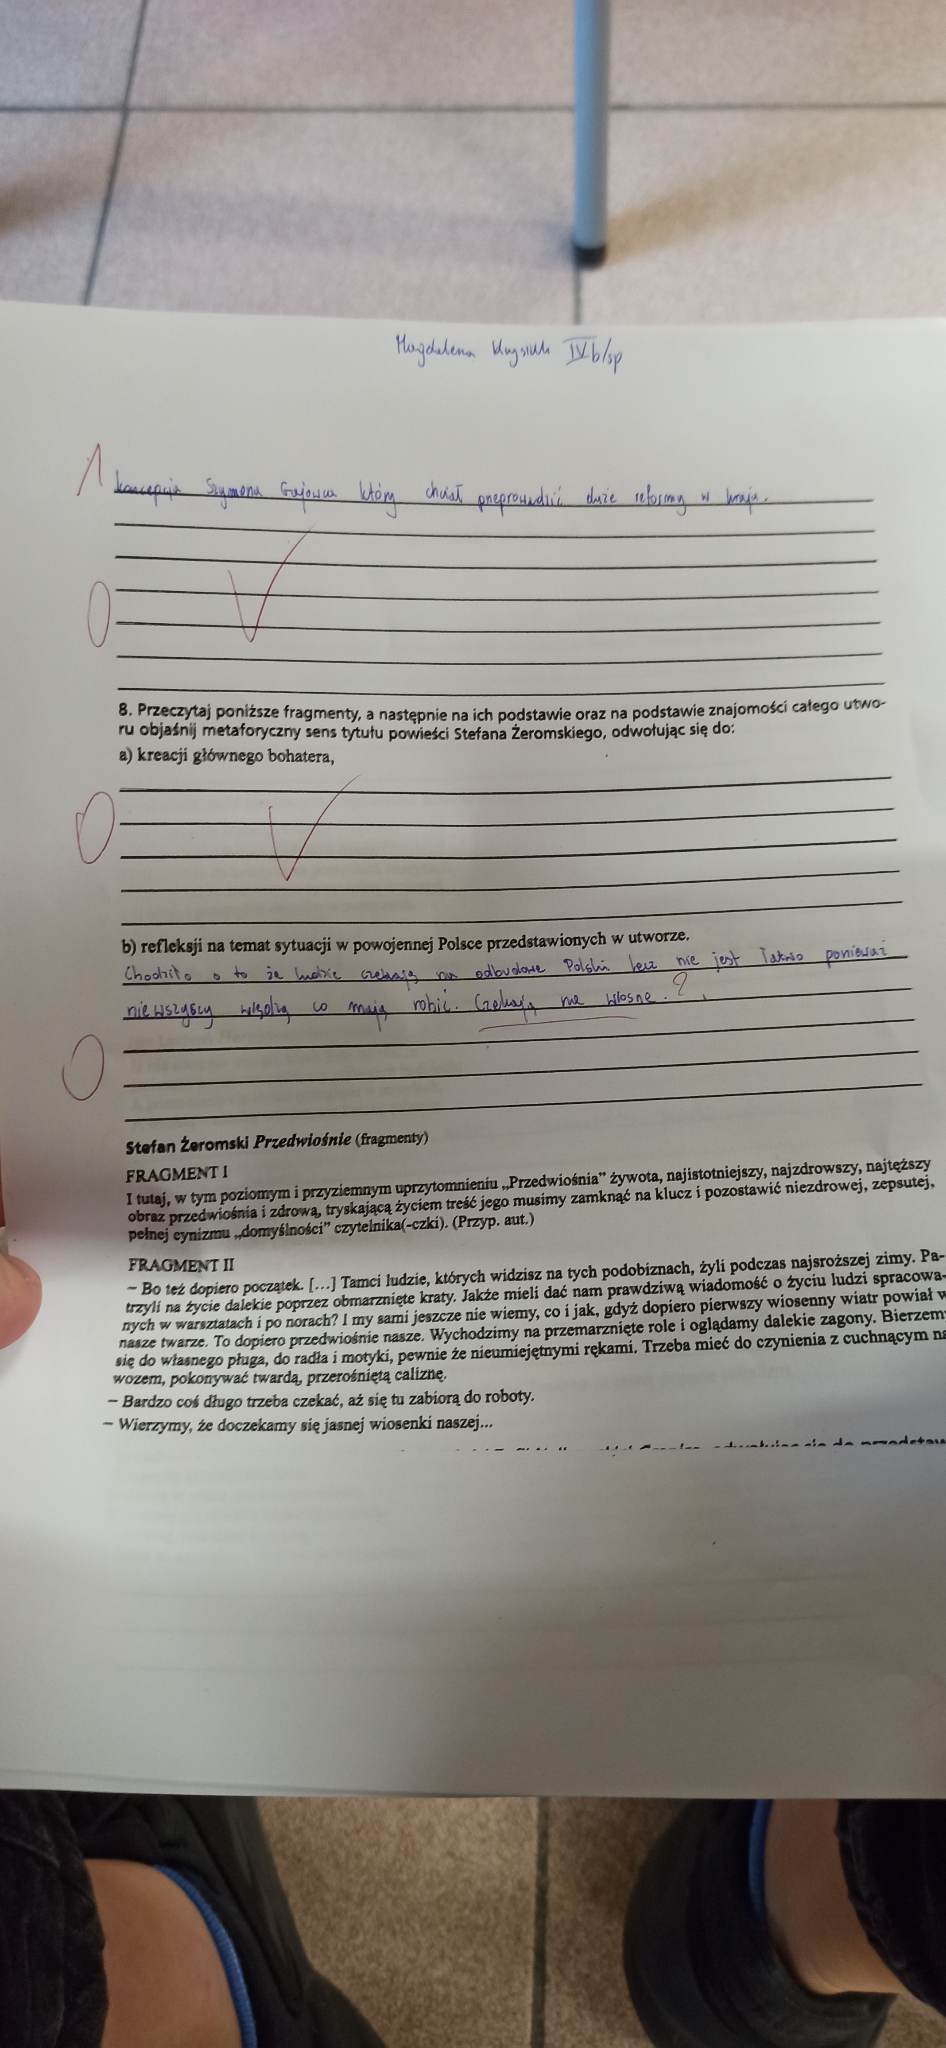 Magdalena IVb/sp
1
koncepcja Szymona Gajowca który chciał przeprowadzić duże reformy w kraju.
0
8. Przeczytaj poniższe fragmenty, a następnie na ich podstawie oraz na podstawie znajomości całego utwo-
ru objaśnij metaforyczny sens tytułu powieści Stefana Żeromskiego, odwołując się do:
a) kreacji głównego bohatera,
0
b) refleksji na temat sytuacji w powojennej Polsce przedstawionych w utworze.
Chodziło o to że ludzie czekają na odbudowe Polski lecz nie jest łatwo ponieważ
niewszyscy wiedzą co mają robić. Czekają na wiosne. ?
0
Stefan Żeromski Przedwiośnie (fragmenty)
FRAGMENT I
I tutaj, w tym poziomym i przyziemnym uprzytomnieniu „Przedwiośnia” żywota, najistotniejszy, najzdrowszy, najtęższy
obraz przedwiośnia i zdrową, tryskającą życiem treść jego musimy zamknąć na klucz i pozostawić niezdrowej, zepsutej,
pełnej cynizmu „domyślności” czytelnika(-czki). (Przyp. aut.)
FRAGMENT II
– Bo też dopiero początek. [...] Tamci ludzie, których widzisz na tych podobiznach, żyli podczas najsroższej zimy. Pa-
trzyli na życie dalekie poprzez obmarznięte kraty. Jakże mieli dać nam prawdziwą wiadomość o życiu ludzi spracowa-
nych w warsztatach i po norach? I my sami jeszcze nie wiemy, co i jak, gdyż dopiero pierwszy wiosenny wiatr powiał w
nasze twarze. To dopiero przedwiośnie nasze. Wychodzimy na przemarznięte role i oglądamy dalekie zagony. Bierzem
się do własnego pługa, do radła i motyki, pewnie że nieumiejętnymi rękami. Trzeba mieć do czynienia z cuchnącym na
wozem, pokonywać twardą, przerośniętą caliznę.
– Bardzo coś długo trzeba czekać, aż się tu zabiorą do roboty.
– Wierzymy, że doczekamy się jasnej wiosenki naszej...